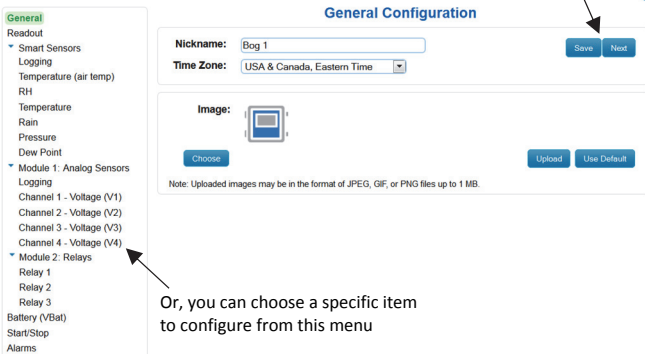 General
Readout
Smart Sensors
Logging
Temperature (air temp)
RH
Temperature
Rain
Pressure
Dew Point
Module 1: Analog Sensors
Logging
Channel 1 - Voltage (V1)
Channel 2 - Voltage (V2)
Channel 3 - Voltage (V3)
Channel 4 - Voltage (V4)
Module 2: Relays
Relay 1
Relay 2
Relay 3
Battery (VBat)
Start/Stop
Alarms
General Configuration
Nickname: Bog 1
Save Next
Time Zone: USA & Canada, Eastern Time
Image:
Choose Upload Use Default
Note: Uploaded images may be in the format of JPEG, GIF, or PNG files up to 1 MB.
Or, you can choose a specific item
to configure from this menu